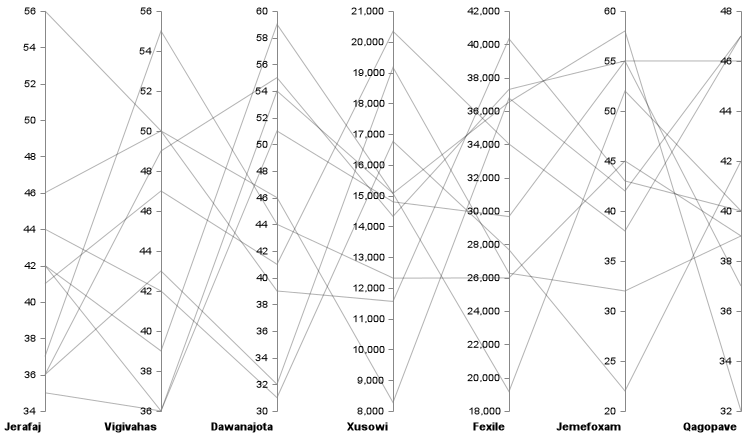 56 56 60 21,000 42,000 60 48
54 54 58 20,000 40,000 55 46
52 52 56 19,000 38,000 50 44
50 50 54 18,000 36,000 45 42
48 48 52 17,000 34,000 40 40
46 46 50 16,000 32,000 35 38
44 44 48 15,000 30,000 30 36
42 42 46 14,000 28,000 25 34
40 40 44 13,000 26,000 20 32
38 38 42 12,000 24,000
36 36 40 11,000 22,000
34 38 10,000 20,000
36 9,000 18,000
34 8,000
32
30
Jerafaj Vigivahas Dawanajota Xusowi Fexile Jemefoxam Qagopave